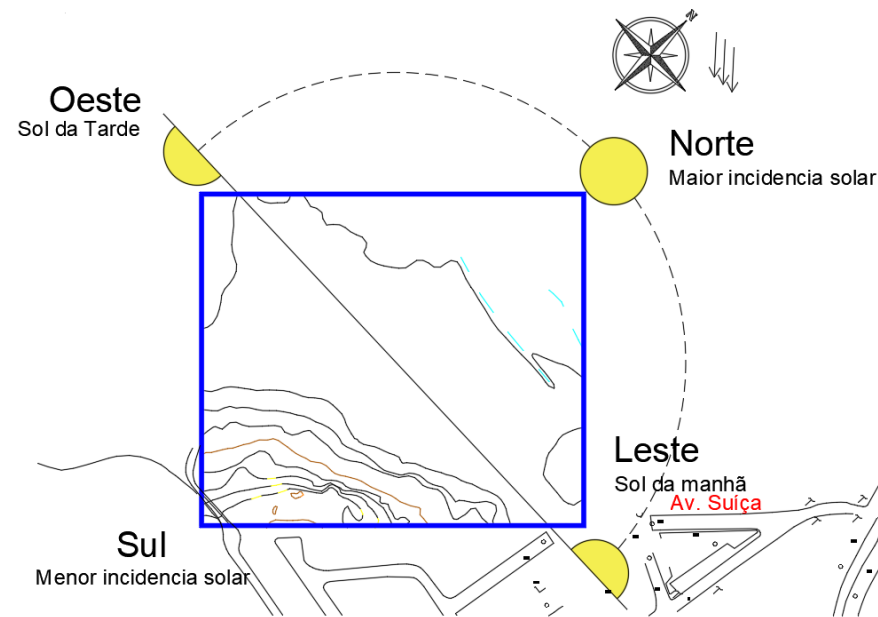 N
Oeste
Sol da Tarde
Norte
Maior incidencia solar
Leste
Sol da manhã
Av. Suíça
Sul
Menor incidencia solar